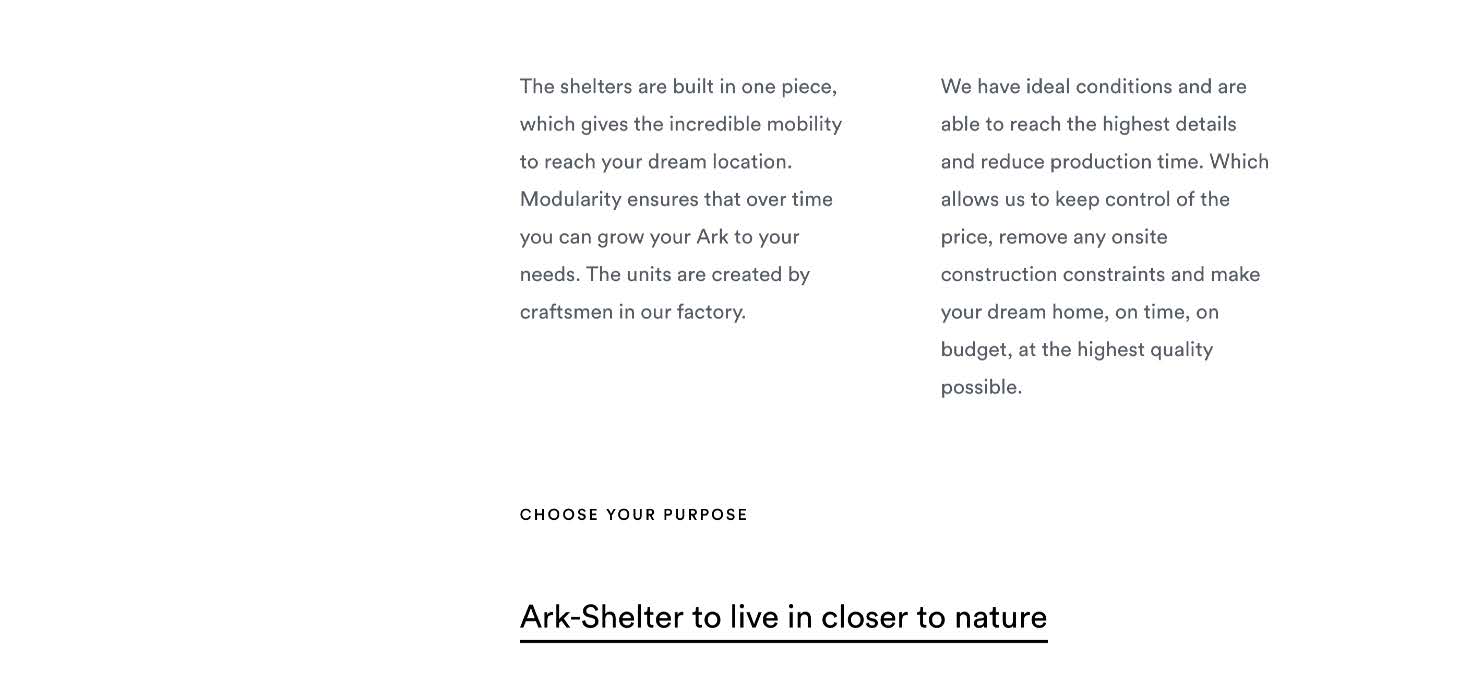 The shelters are built in one piece,
which gives the incredible mobility
to reach your dream location.
Modularity ensures that over time
you can grow your Ark to your
needs. The units are created by
craftsmen in our factory.
We have ideal conditions and are
able to reach the highest details
and reduce production time. Which
allows us to keep control of the
price, remove any onsite
construction constraints and make
your dream home, on time, on
budget, at the highest quality
possible.
CHOOSE YOUR PURPOSE
Ark-Shelter to live in closer to nature